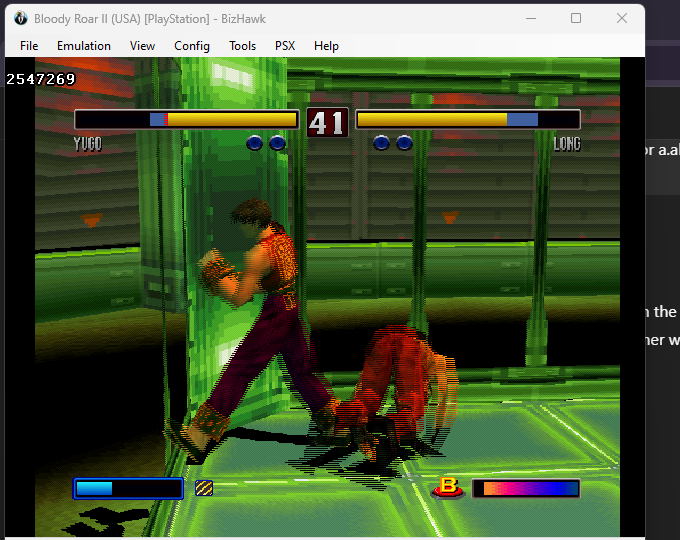 Bloody Roar II (USA) [PlayStation] - BizHawk
File Emulation View Config Tools PSX Help
2547269
41
YUGO LONG
B
or a.al
n the
ner w